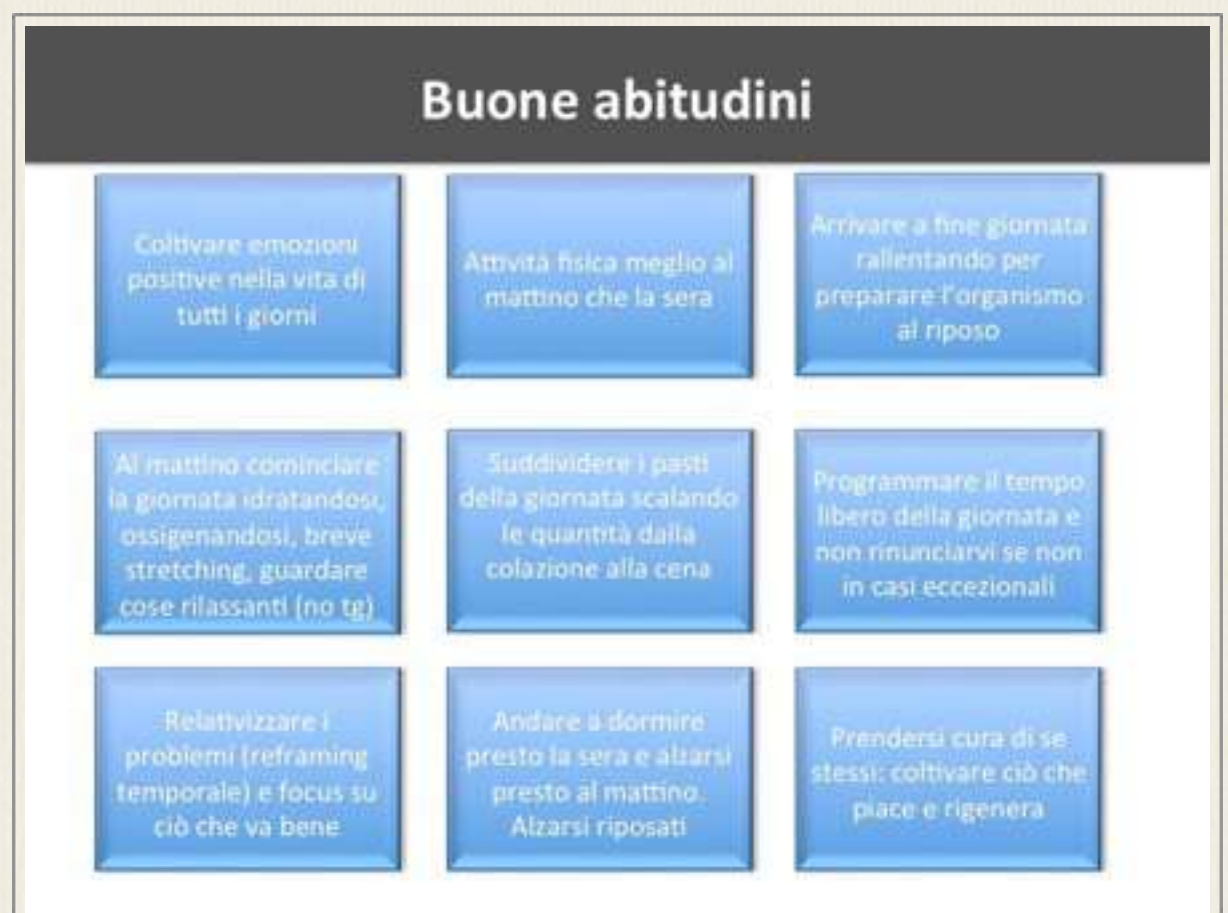 Buone abitudini
Coltivare emozioni
positive nella vita di
tutti i giorni
Attività fisica meglio al
mattino che la sera
Arrivare a fine giornata
rallentando per
preparare l'organismo
al riposo
Al mattino cominciare
la giornata idratandosi,
ossigenandosi, breve
stretching, guardare
cose rilassanti (no tg)
Suddividere i pasti
della giornata scalando
le quantità dalla
colazione alla cena
Programmare il tempo
libero della giornata e
non rinunciarvi se non
in casi eccezionali
Relativizzare i
problemi (reframing
temporale) e focus su
ciò che va bene
Andare a dormire
presto la sera e alzarsi
presto al mattino.
Alzarsi riposati
Prendersi cura di se
stessi: coltivare ciò che
piace e rigenera